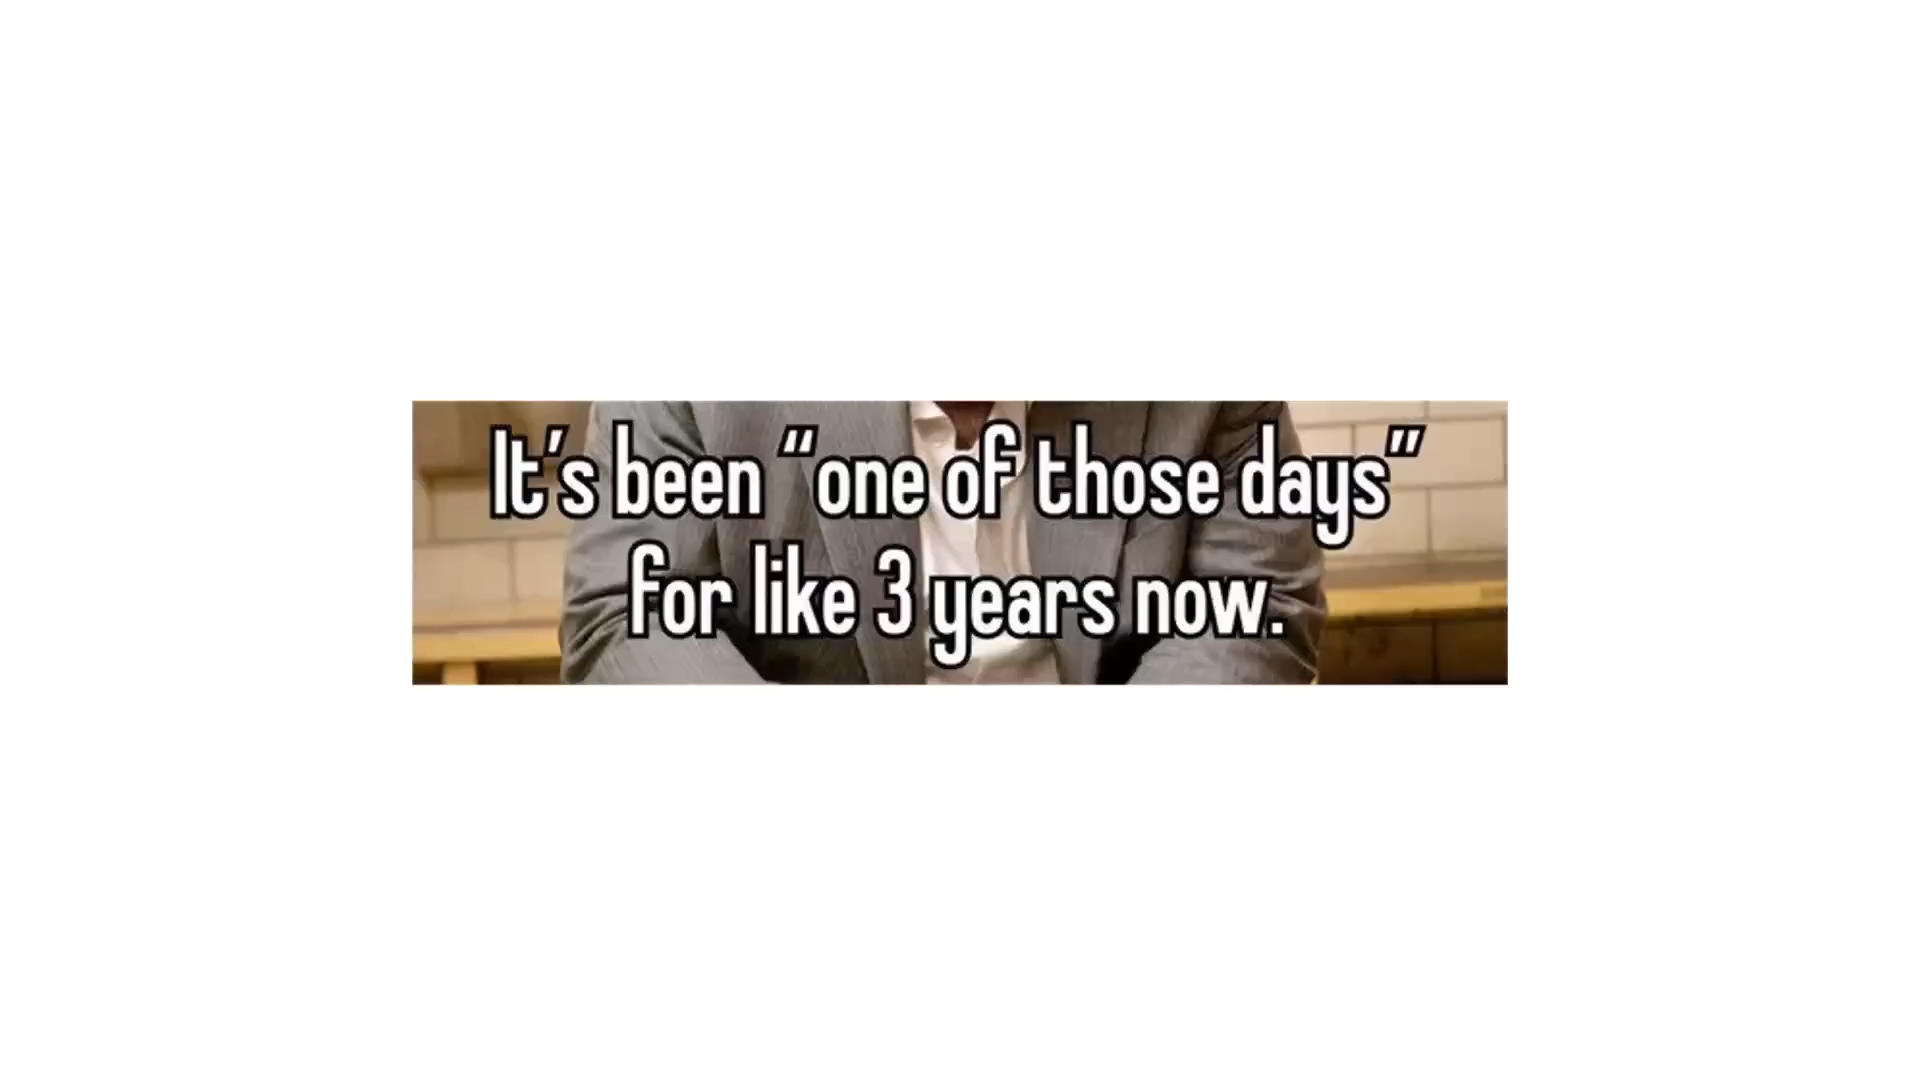 It's been “one of those days”
for like 3 years now.